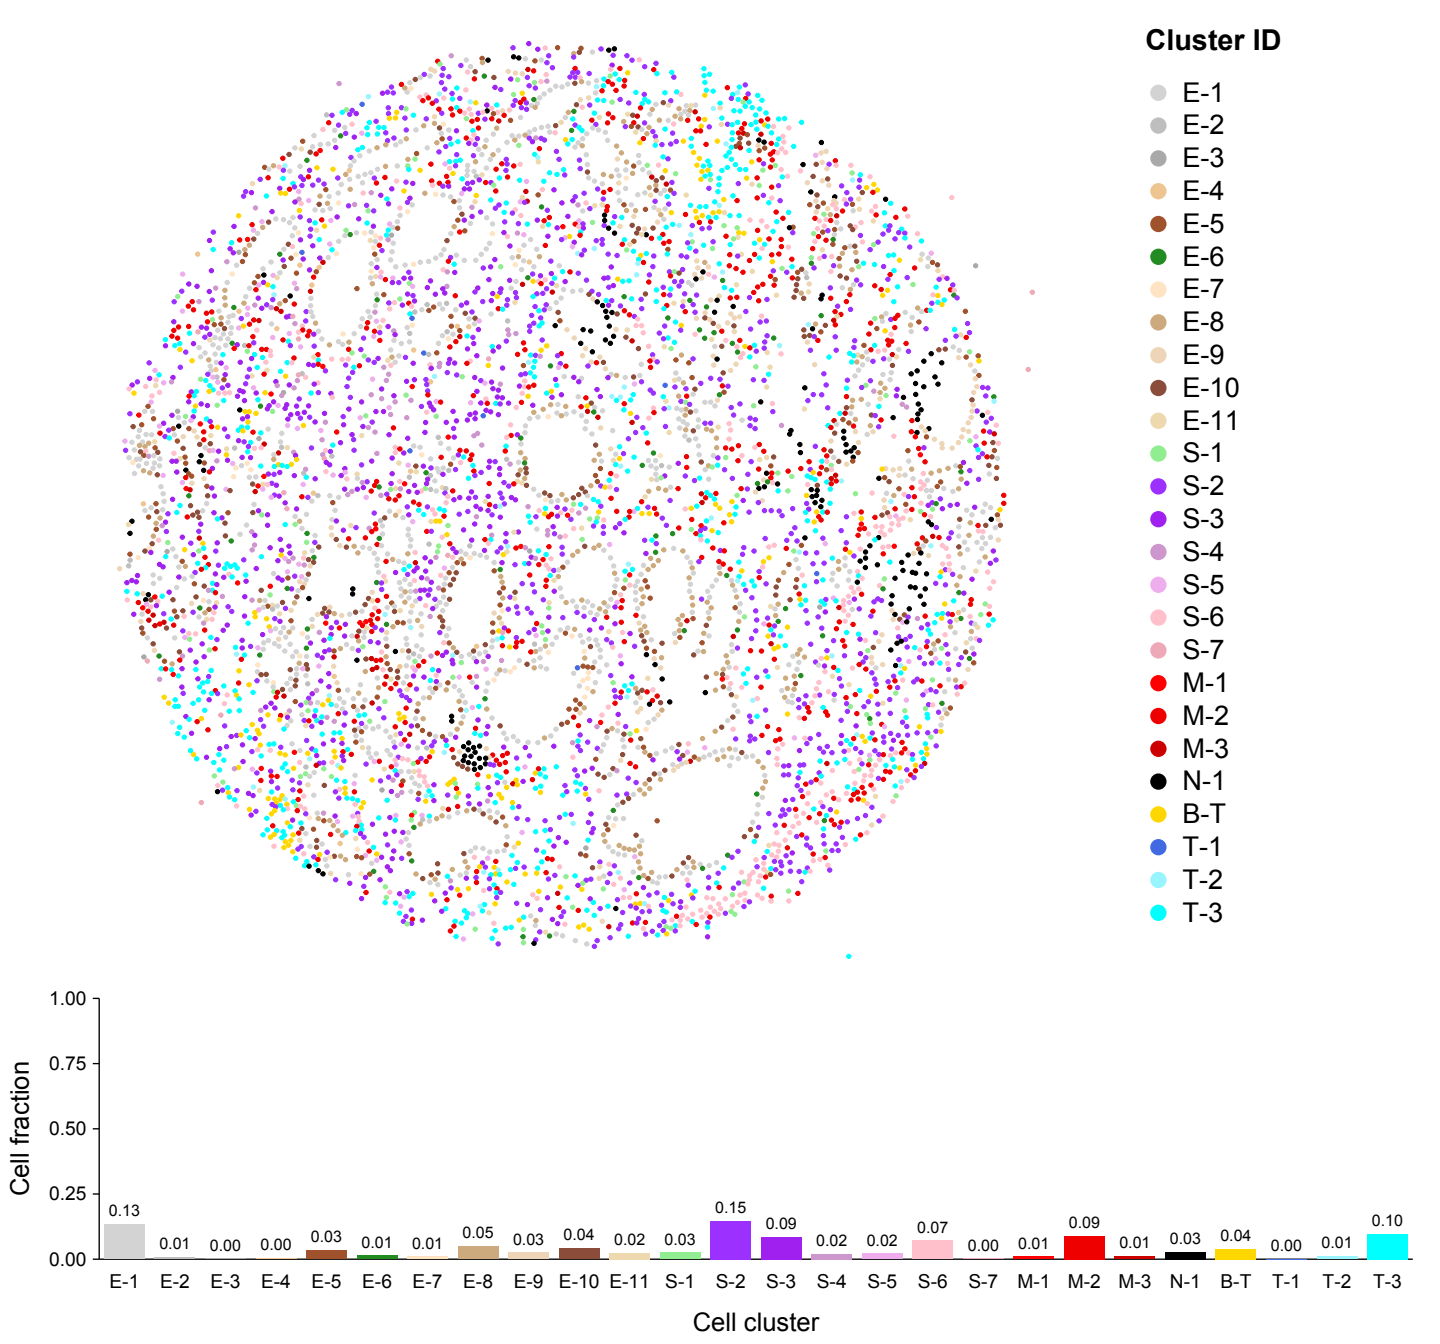 Cluster ID
E-1
E-2
E-3
E-4
E-5
E-6
E-7
E-8
E-9
E-10
E-11
S-1
S-2
S-3
S-4
S-5
S-6
S-7
M-1
M-2
M-3
N-1
B-T
T-1
T-2
T-3
1.00
0.75
0.50
0.25
0.00
Cell fraction
0.13 0.01 0.00 0.00 0.03 0.01 0.01 0.05 0.03 0.04 0.02 0.03 0.15 0.09 0.02 0.02 0.07 0.00 0.01 0.09 0.01 0.03 0.04 0.00 0.01 0.10
E-1 E-2 E-3 E-4 E-5 E-6 E-7 E-8 E-9 E-10 E-11 S-1 S-2 S-3 S-4 S-5 S-6 S-7 M-1 M-2 M-3 N-1 B-T T-1 T-2 T-3
Cell cluster